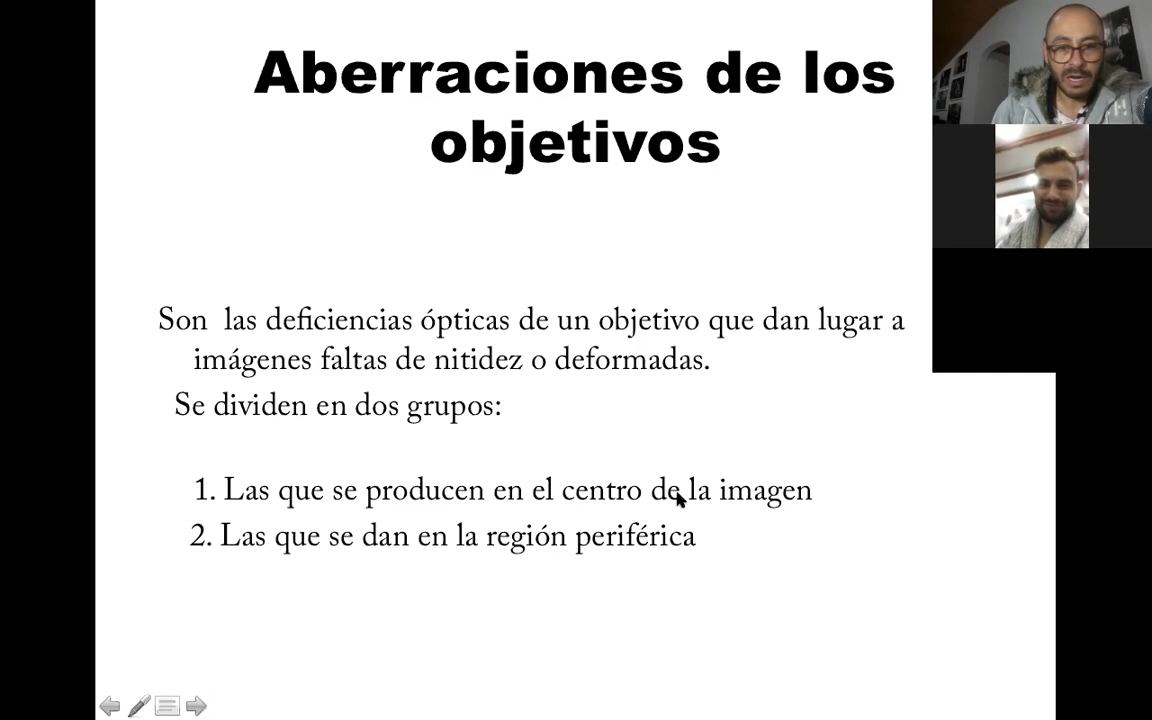 Aberraciones de los
objetivos
Son las deficiencias ópticas de un objetivo que dan lugar a
imágenes faltas de nitidez o deformadas.
Se dividen en dos grupos:
1. Las que se producen en el centro de la imagen
2. Las que se dan en la región periférica